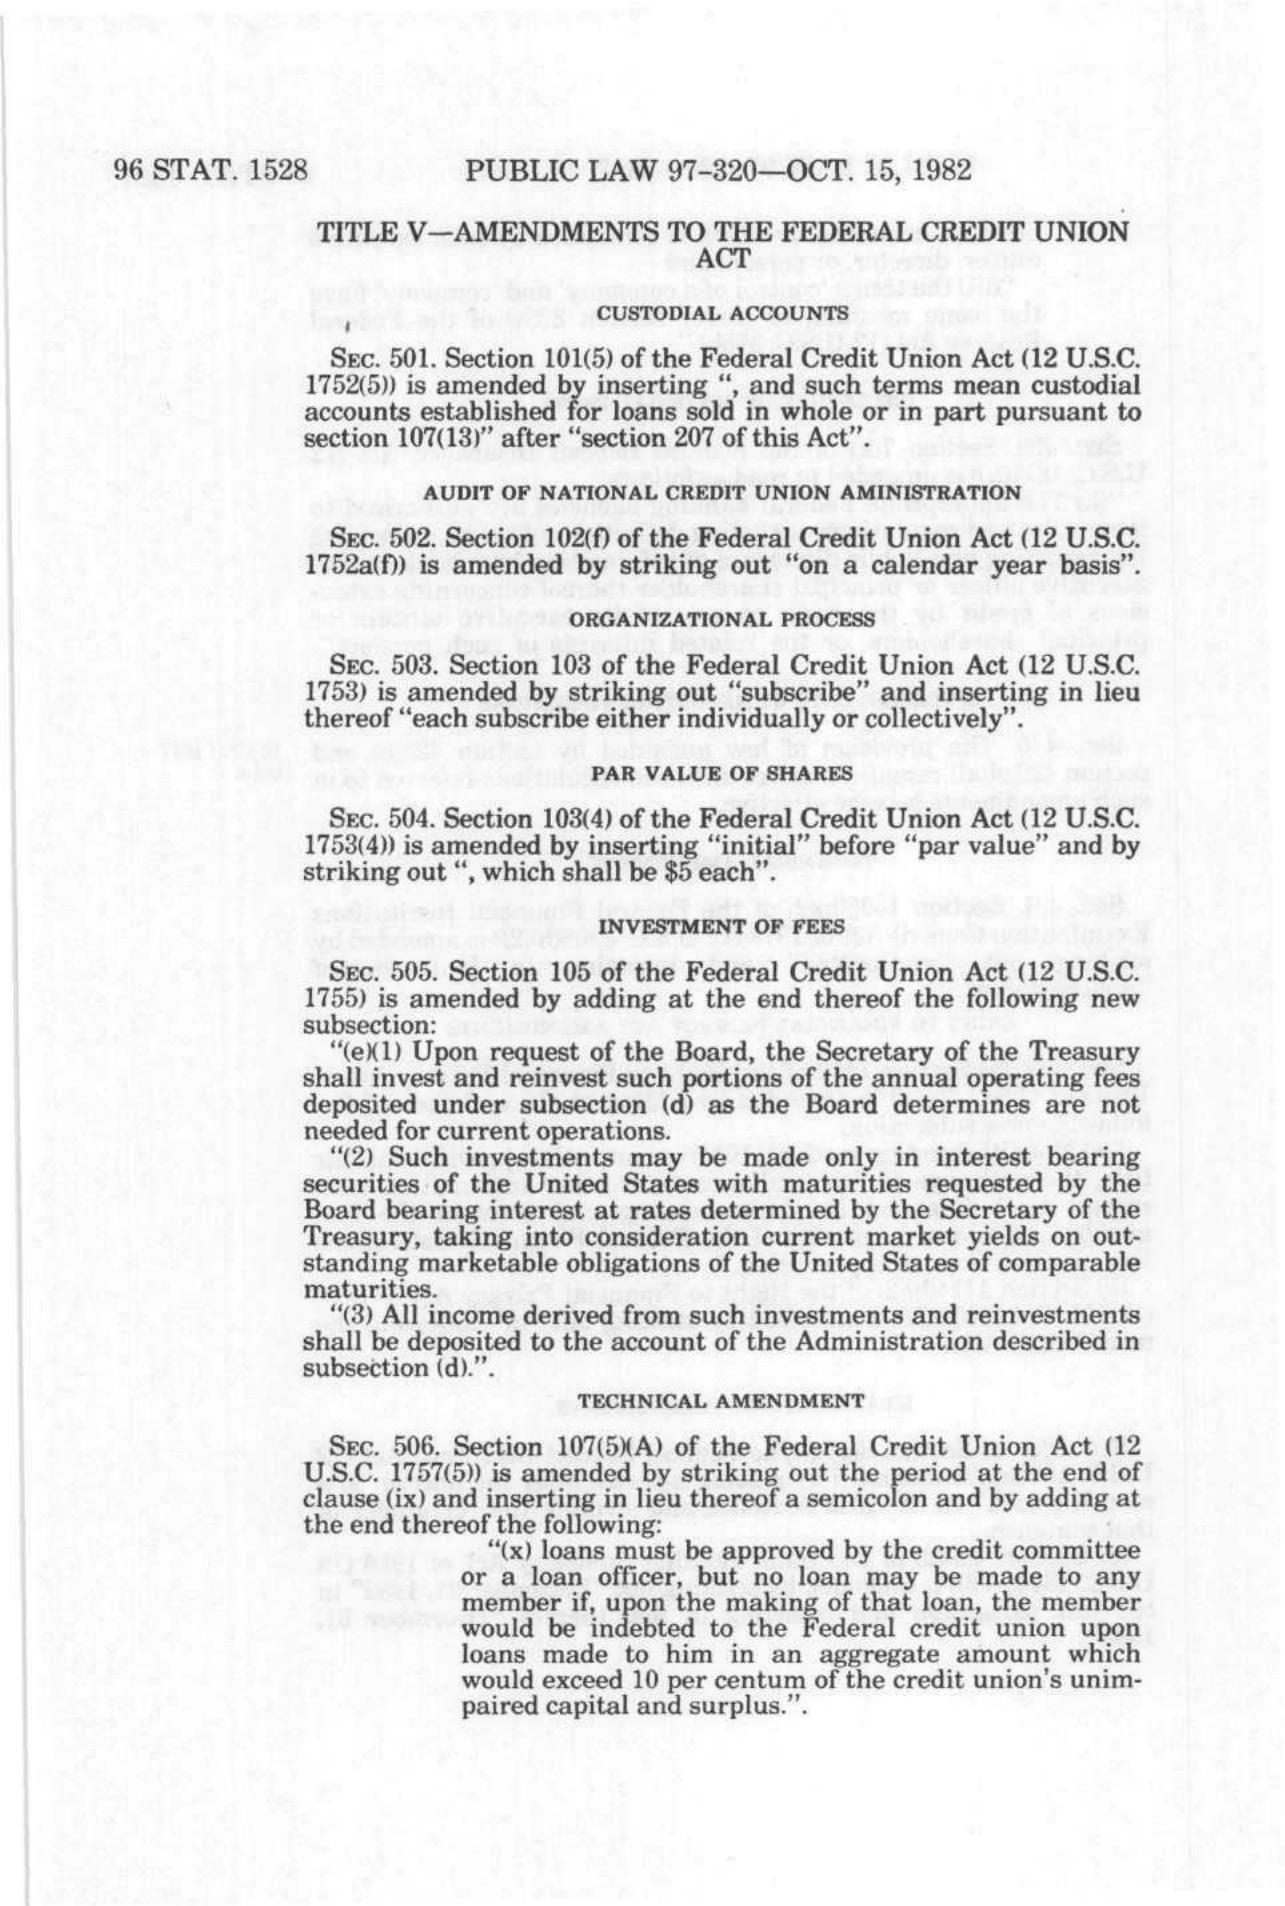 96 STAT. 1528
PUBLIC LAW 97-320—OCT. 15, 1982
TITLE V—AMENDMENTS TO THE FEDERAL CREDIT UNION
ACT
CUSTODIAL ACCOUNTS
SEC. 501. Section 101(5) of the Federal Credit Union Act (12 U.S.C.
1752(5)) is amended by inserting “, and such terms mean custodial
accounts established for loans sold in whole or in part pursuant to
section 107(13)” after “section 207 of this Act”.
AUDIT OF NATIONAL CREDIT UNION AMINISTRATION
SEC. 502. Section 102(f) of the Federal Credit Union Act (12 U.S.C.
1752a(f)) is amended by striking out “on a calendar year basis”.
ORGANIZATIONAL PROCESS
SEC. 503. Section 103 of the Federal Credit Union Act (12 U.S.C.
1753) is amended by striking out “subscribe” and inserting in lieu
thereof “each subscribe either individually or collectively”.
PAR VALUE OF SHARES
SEC. 504. Section 103(4) of the Federal Credit Union Act (12 U.S.C.
1753(4)) is amended by inserting “initial” before “par value” and by
striking out “, which shall be $5 each”.
INVESTMENT OF FEES
SEC. 505. Section 105 of the Federal Credit Union Act (12 U.S.C.
1755) is amended by adding at the end thereof the following new
subsection:
“(e)(1) Upon request of the Board, the Secretary of the Treasury
shall invest and reinvest such portions of the annual operating fees
deposited under subsection (d) as the Board determines are not
needed for current operations.
“(2) Such investments may be made only in interest bearing
securities of the United States with maturities requested by the
Board bearing interest at rates determined by the Secretary of the
Treasury, taking into consideration current market yields on out-
standing marketable obligations of the United States of comparable
maturities.
“(3) All income derived from such investments and reinvestments
shall be deposited to the account of the Administration described in
subsection (d).”.
TECHNICAL AMENDMENT
SEC. 506. Section 107(5)(A) of the Federal Credit Union Act (12
U.S.C. 1757(5)) is amended by striking out the period at the end of
clause (ix) and inserting in lieu thereof a semicolon and by adding at
the end thereof the following:
“(x) loans must be approved by the credit committee
or a loan officer, but no loan may be made to any
member if, upon the making of that loan, the member
would be indebted to the Federal credit union upon
loans made to him in an aggregate amount which
would exceed 10 per centum of the credit union's unim-
paired capital and surplus.”.